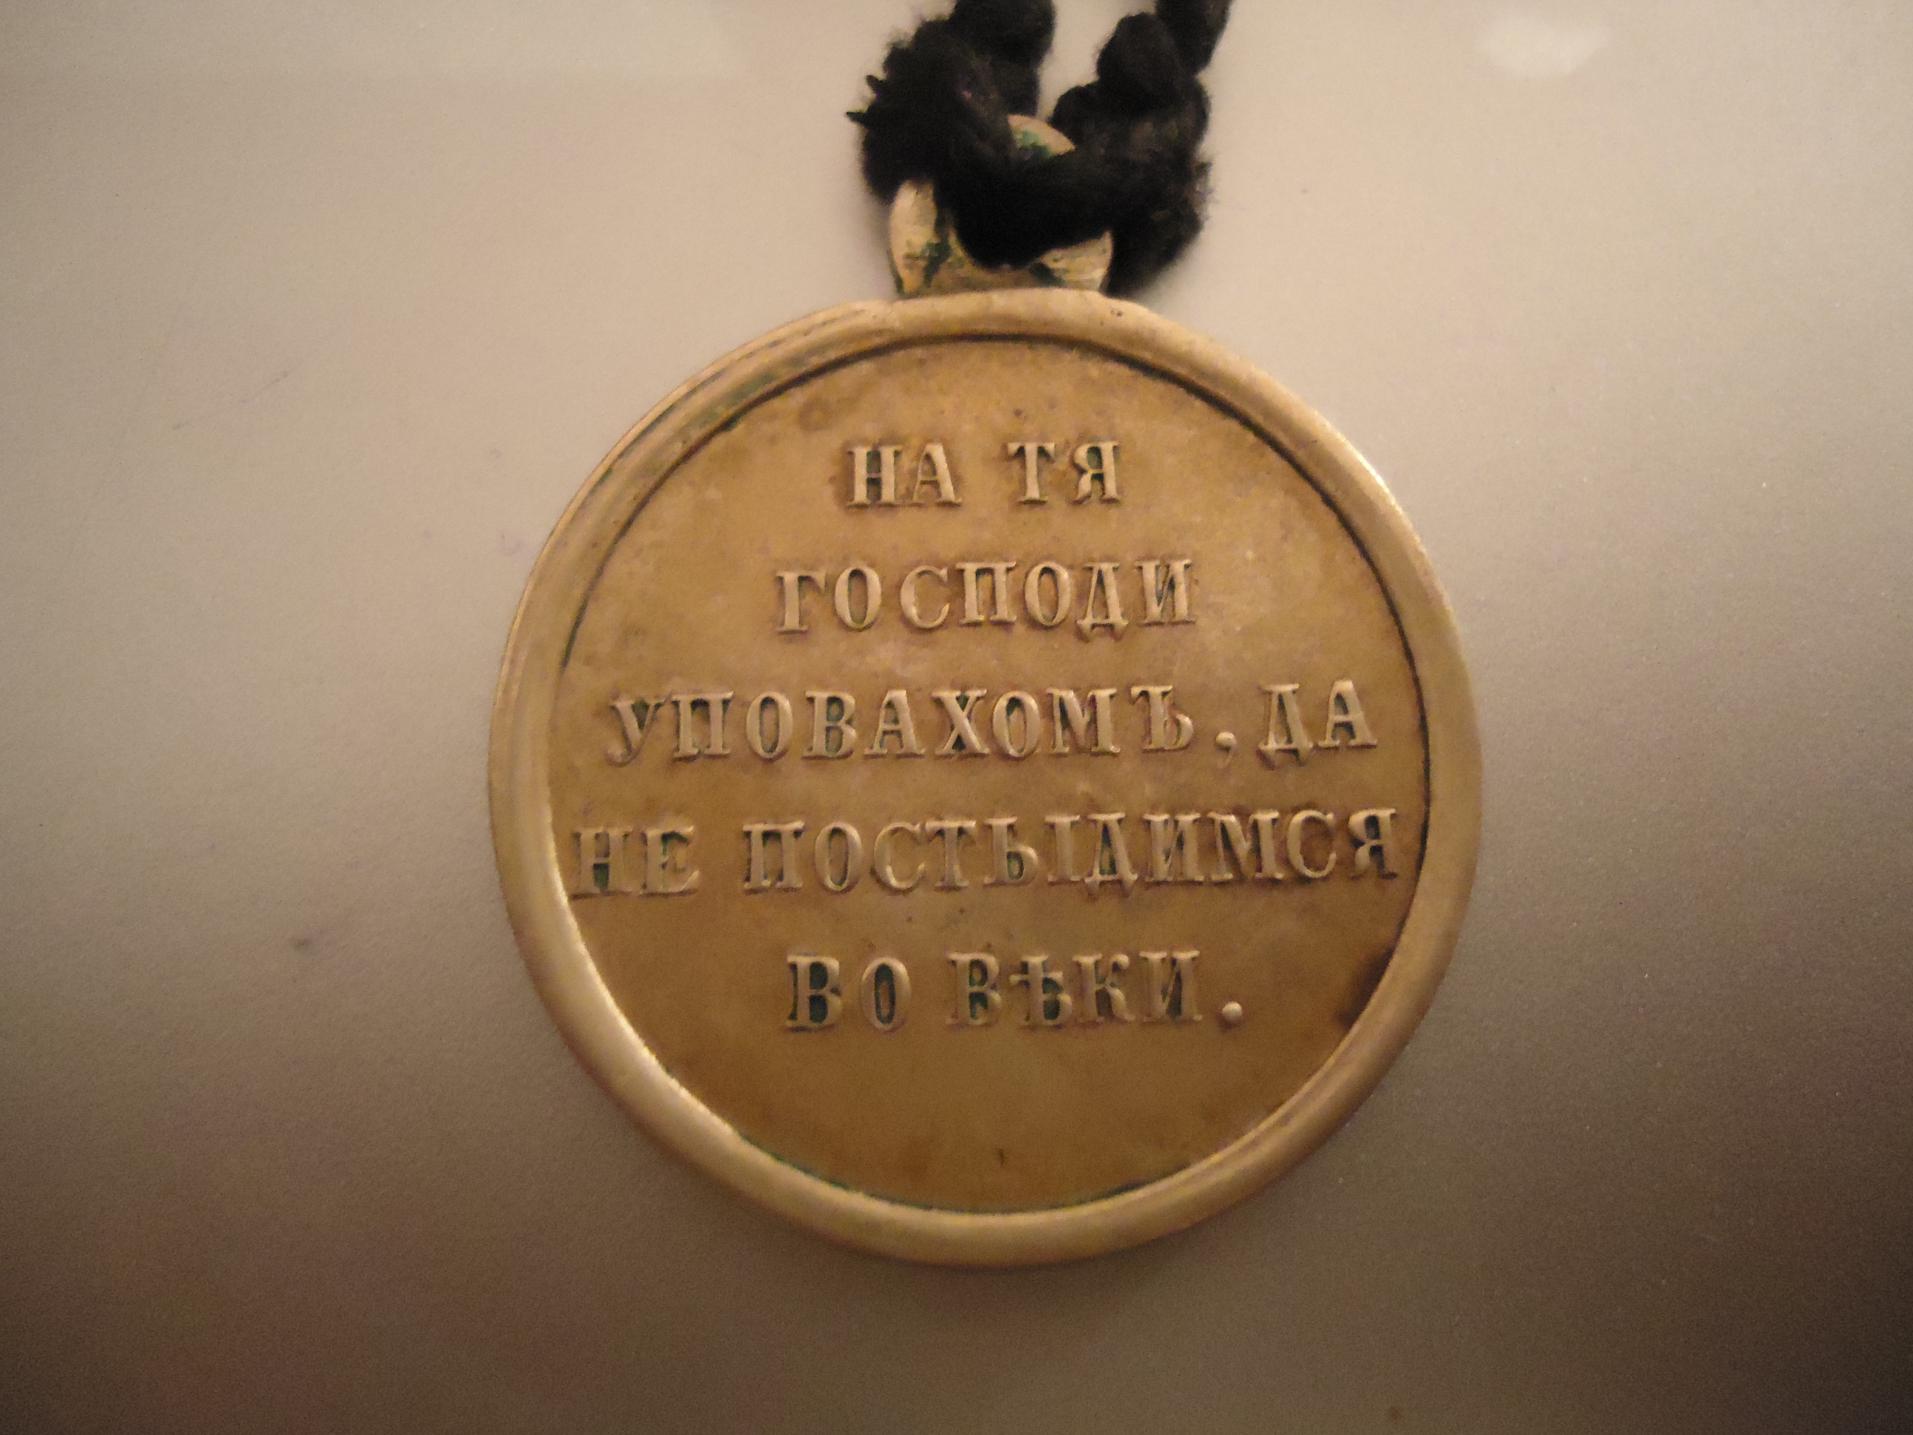 НА ТЯ
ГОСПОДИ
УПОВАХОМЪ, ДА
НЕ ПОСТЫДИМСЯ
ВО ВѢКИ.